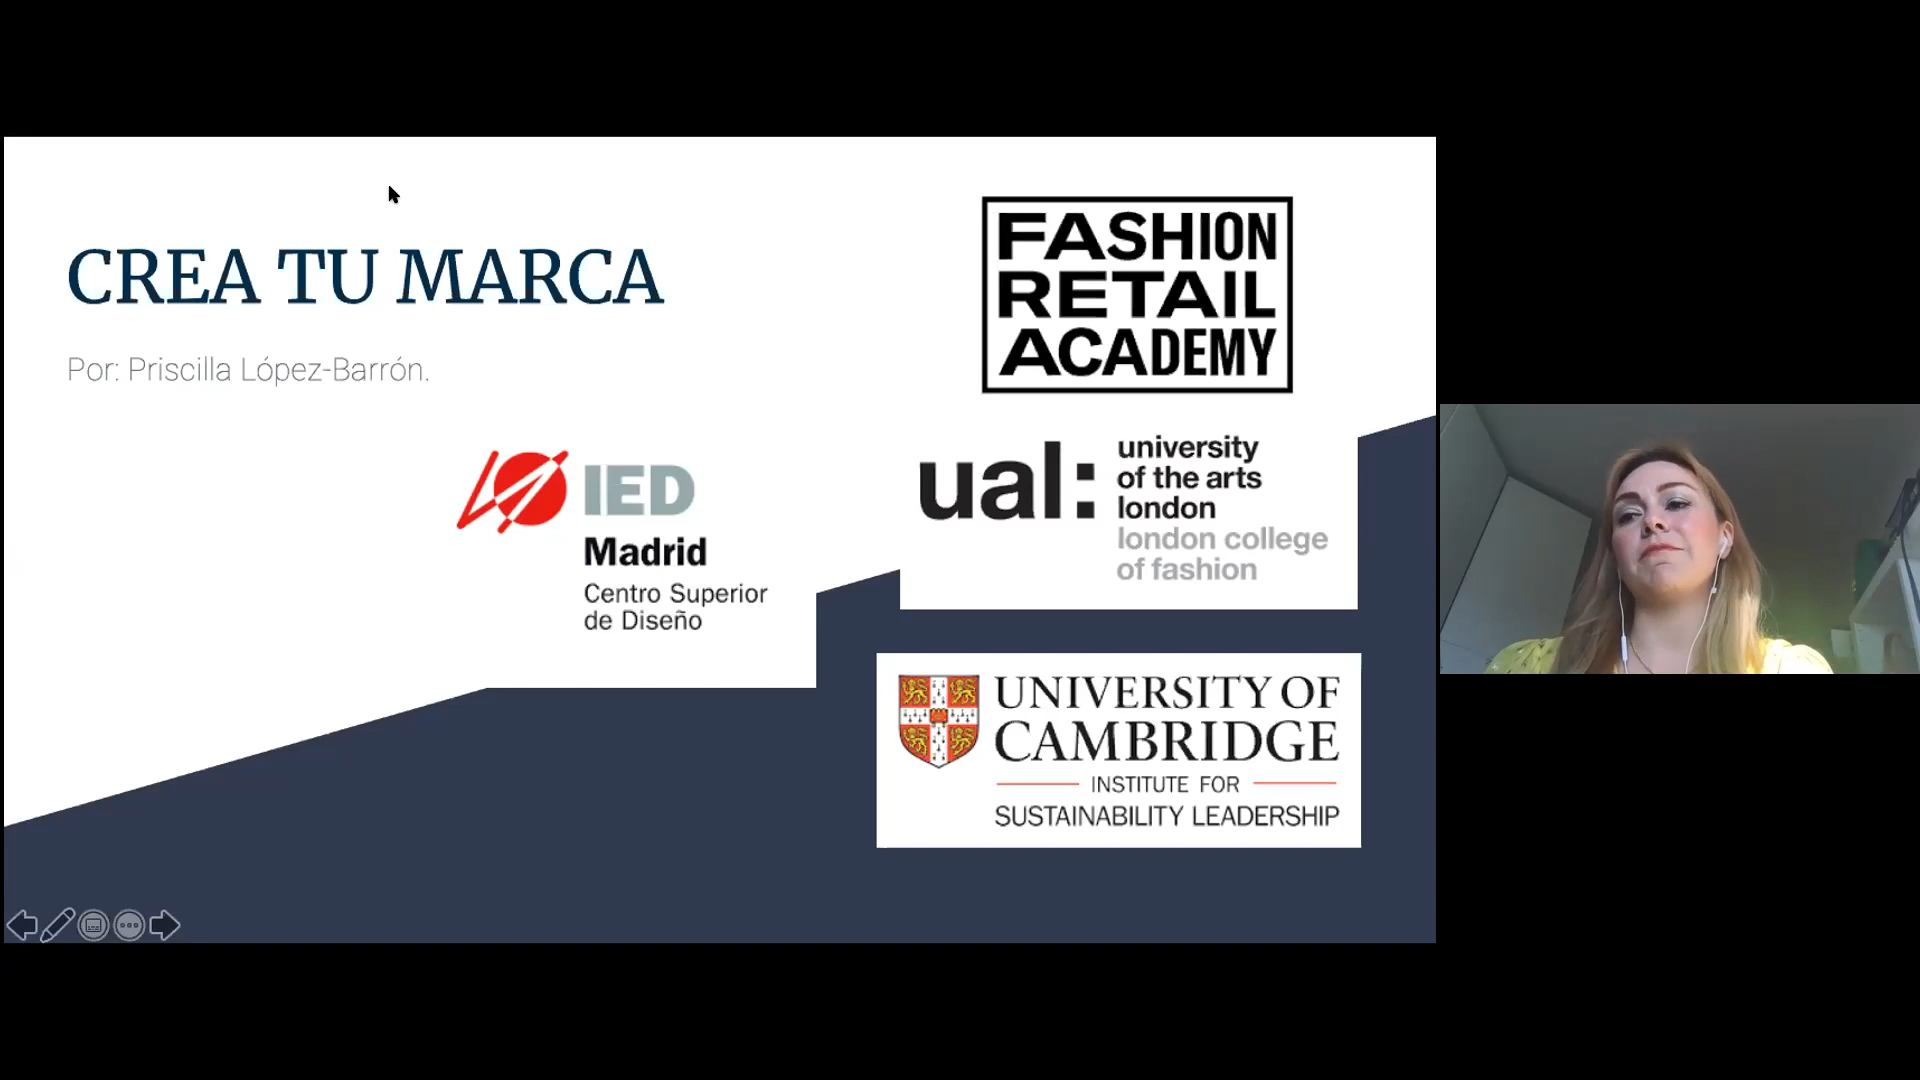 CREA TU MARCA
Por: Priscilla López-Barrón.
FASHION
RETAIL
ACADEMY
IED
Madrid
Centro Superior
de Diseño
ual:
university
of the arts
london
london college
of fashion
UNIVERSITY OF
CAMBRIDGE
INSTITUTE FOR
SUSTAINABILITY LEADERSHIP